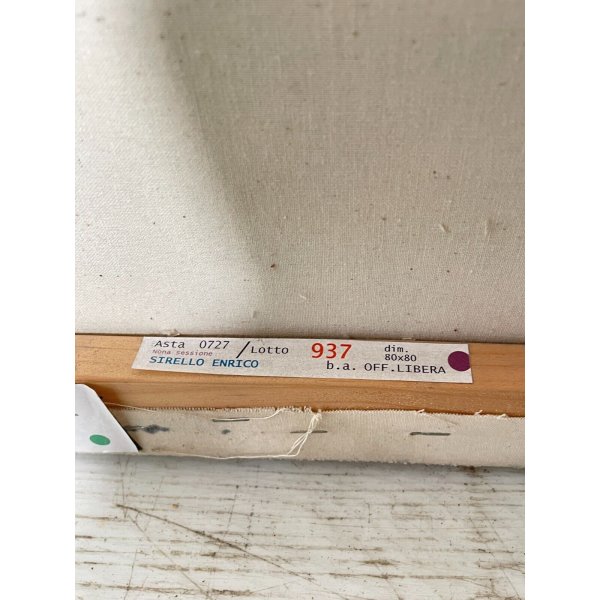 Asta 0727 / Lotto 937 dim.
Nona sessione 80x80
SIRELLO ENRICO b.a. OFF.LIBERA